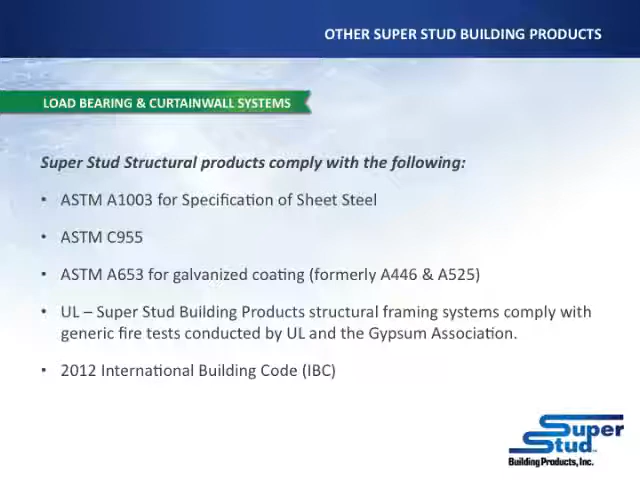 OTHER SUPER STUD BUILDING PRODUCTS
LOAD BEARING & CURTAINWALL SYSTEMS
Super Stud Structural products comply with the following:
• ASTM A1003 for Specification of Sheet Steel
• ASTM C955
• ASTM A653 for galvanized coating (formerly A446 & A525)
• UL – Super Stud Building Products structural framing systems comply with
generic fire tests conducted by UL and the Gypsum Association.
• 2012 International Building Code (IBC)
Super
Stud
Building Products, Inc.